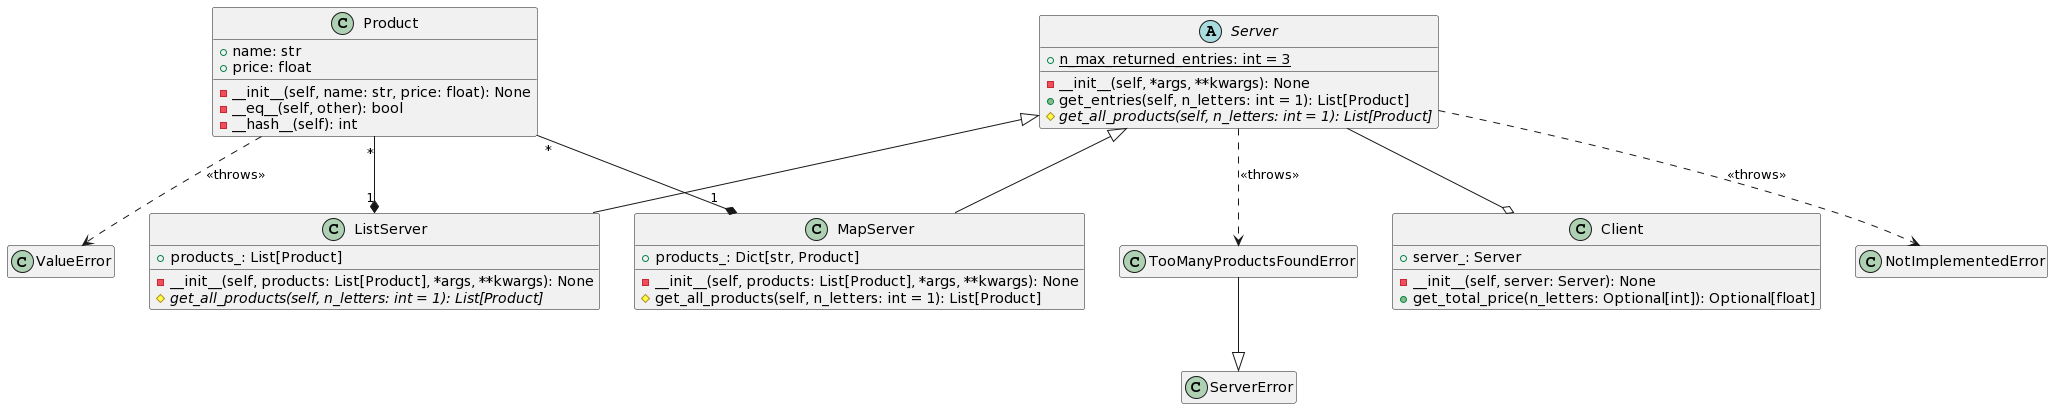 C Product
name: str
price: float
__init__(self, name: str, price: float): None
__eq__(self, other): bool
__hash__(self): int
A Server
n_max_returned_entries: int = 3
__init__(self, *args, **kwargs): None
get_entries(self, n_letters: int = 1): List[Product]
get_all_products(self, n_letters: int = 1): List[Product]
*
*
«throws»
«throws»
«throws»
1
1
C ValueError
C ListServer
products_: List[Product]
__init__(self, products: List[Product], *args, **kwargs): None
get_all_products(self, n_letters: int = 1): List[Product]
C MapServer
products_: Dict[str, Product]
__init__(self, products: List[Product], *args, **kwargs): None
get_all_products(self, n_letters: int = 1): List[Product]
C TooManyProductsFoundError
C Client
server_: Server
__init__(self, server: Server): None
get_total_price(n_letters: Optional[int]): Optional[float]
C NotImplementedError
C ServerError